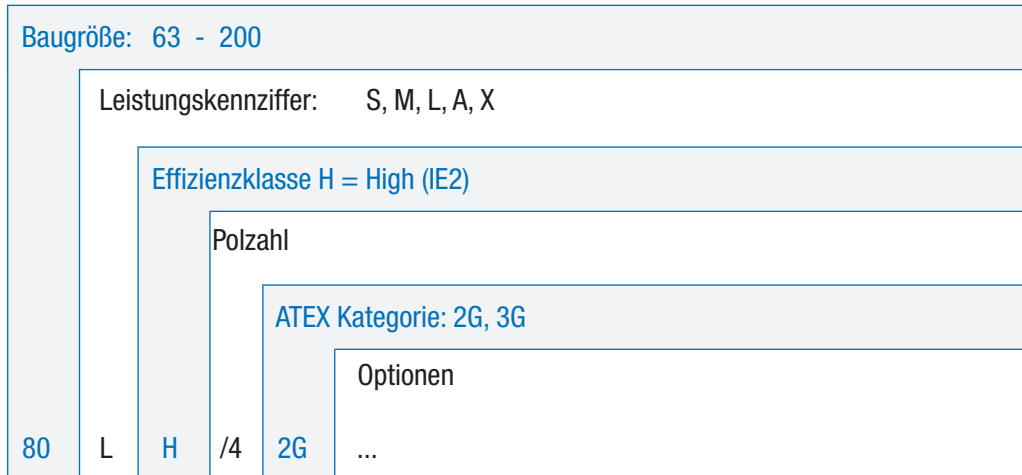 Baugröße: 63 - 200
Leistungskennziffer: S, M, L, A, X
Effizienzklasse H = High (IE2)
Polzahl
ATEX Kategorie: 2G, 3G
Optionen
80 L H /4 2G ...